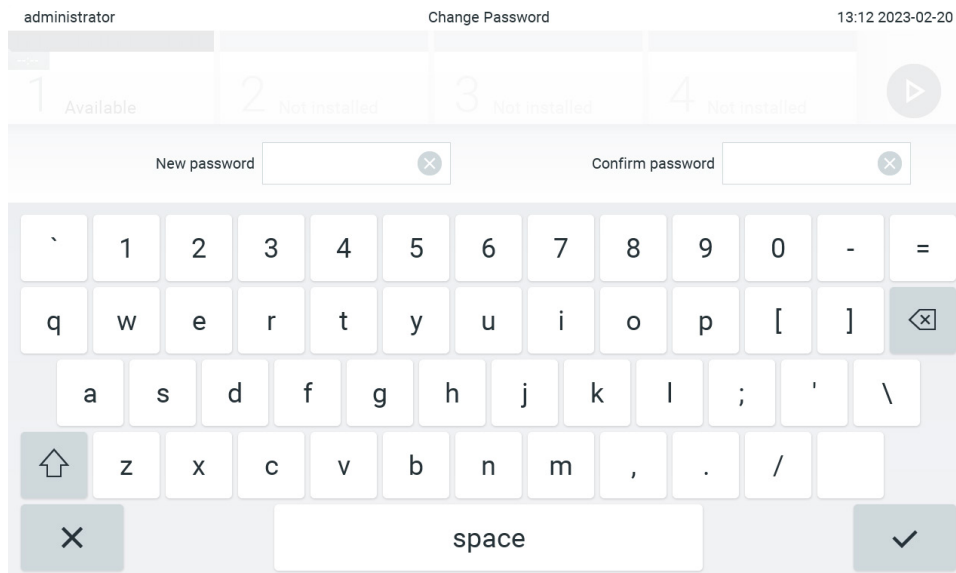 administrator Change Password 13:12 2023-02-20
1 Available 2 Not installed 3 Not installed 4 Not installed
New password Confirm password
` 1 2 3 4 5 6 7 8 9 0 - =
q w e r t y u i o p [ ]
a s d f g h j k l ; ' \
z x c v b n m , . /
space